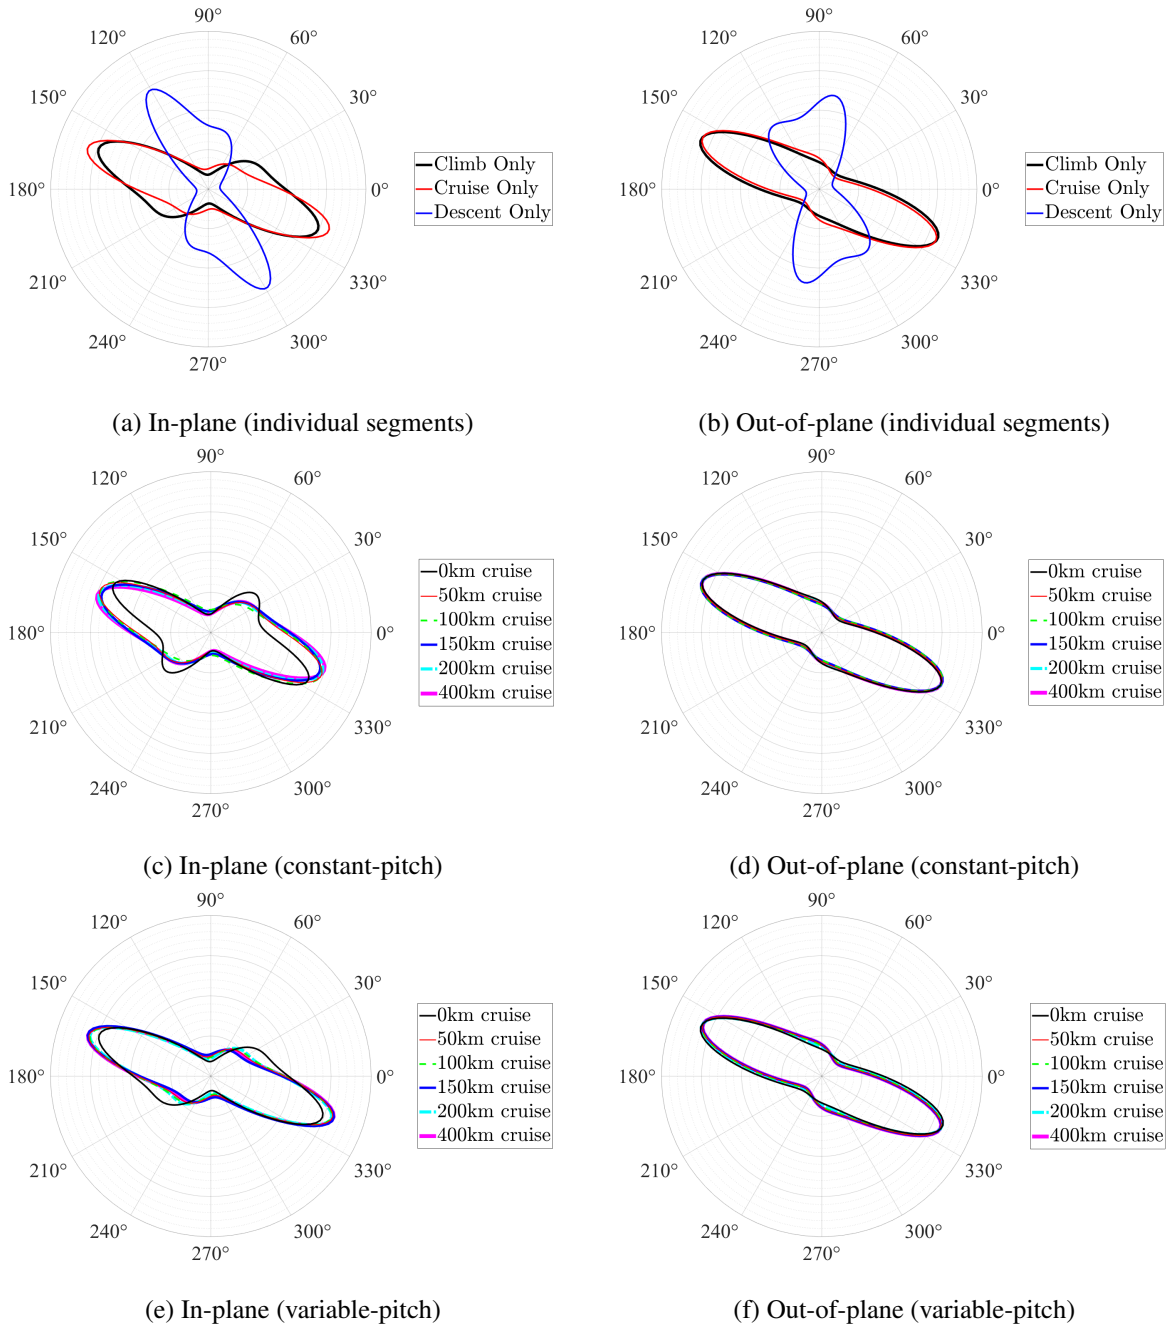 90°
120° 60°
150° 30°
180° 0°
210° 330°
240° 300°
270°
Climb Only
Cruise Only
Descent Only
(a) In-plane (individual segments)
90°
120° 60°
150° 30°
180° 0°
210° 330°
240° 300°
270°
Climb Only
Cruise Only
Descent Only
(b) Out-of-plane (individual segments)
90°
120° 60°
150° 30°
180° 0°
210° 330°
240° 300°
270°
0km cruise
50km cruise
100km cruise
150km cruise
200km cruise
400km cruise
(c) In-plane (constant-pitch)
90°
120° 60°
150° 30°
180° 0°
210° 330°
240° 300°
270°
0km cruise
50km cruise
100km cruise
150km cruise
200km cruise
400km cruise
(d) Out-of-plane (constant-pitch)
90°
120° 60°
150° 30°
180° 0°
210° 330°
240° 300°
270°
0km cruise
50km cruise
100km cruise
150km cruise
200km cruise
400km cruise
(e) In-plane (variable-pitch)
90°
120° 60°
150° 30°
180° 0°
210° 330°
240° 300°
270°
0km cruise
50km cruise
100km cruise
150km cruise
200km cruise
400km cruise
(f) Out-of-plane (variable-pitch)